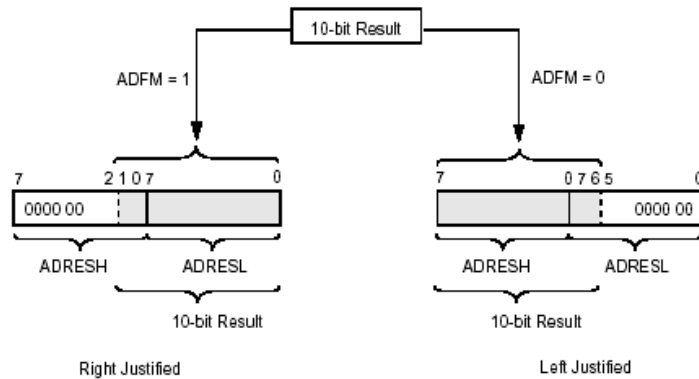 10-bit Result
ADFM = 1
ADFM = 0
7 2 1 0 7 0
7 0 7 6 5 0
0000 00
0000 00
ADRESH ADRESL
ADRESH ADRESL
10-bit Result
10-bit Result
Right Justified
Left Justified